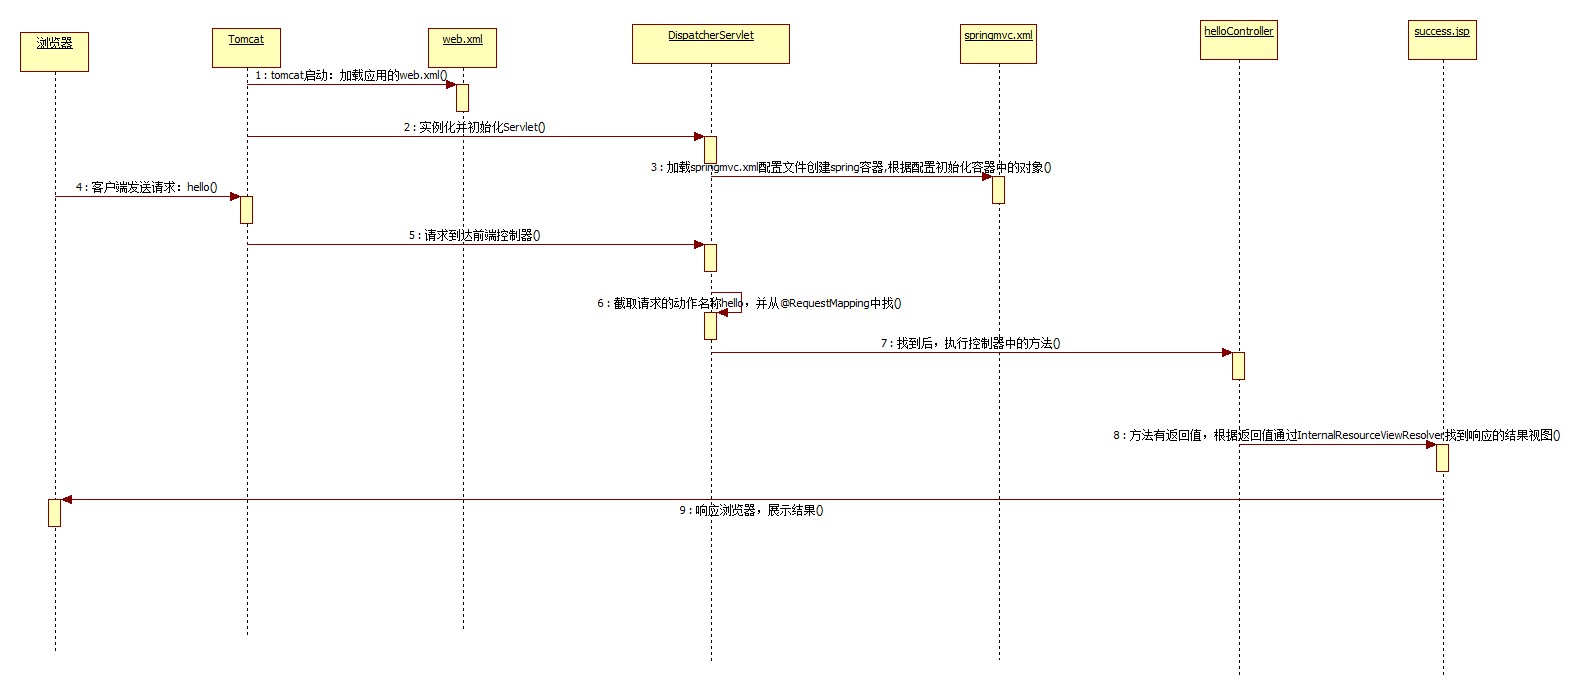 浏览器
Tomcat
web.xml
DispatcherServlet
springmvc.xml
helloController
success.jsp
1 : tomcat启动：加载应用的web.xml()
2 : 实例化并初始化Servlet()
3 : 加载springmvc.xml配置文件创建spring容器,根据配置初始化容器中的对象()
4 : 客户端发送请求：hello()
5 : 请求到达前端控制器()
6 : 截取请求的动作名称hello，并从@RequestMapping中找()
7 : 找到后，执行控制器中的方法()
8 : 方法有返回值，根据返回值通过InternalResourceViewResolver找到响应的结果视图()
9 : 响应浏览器，展示结果()